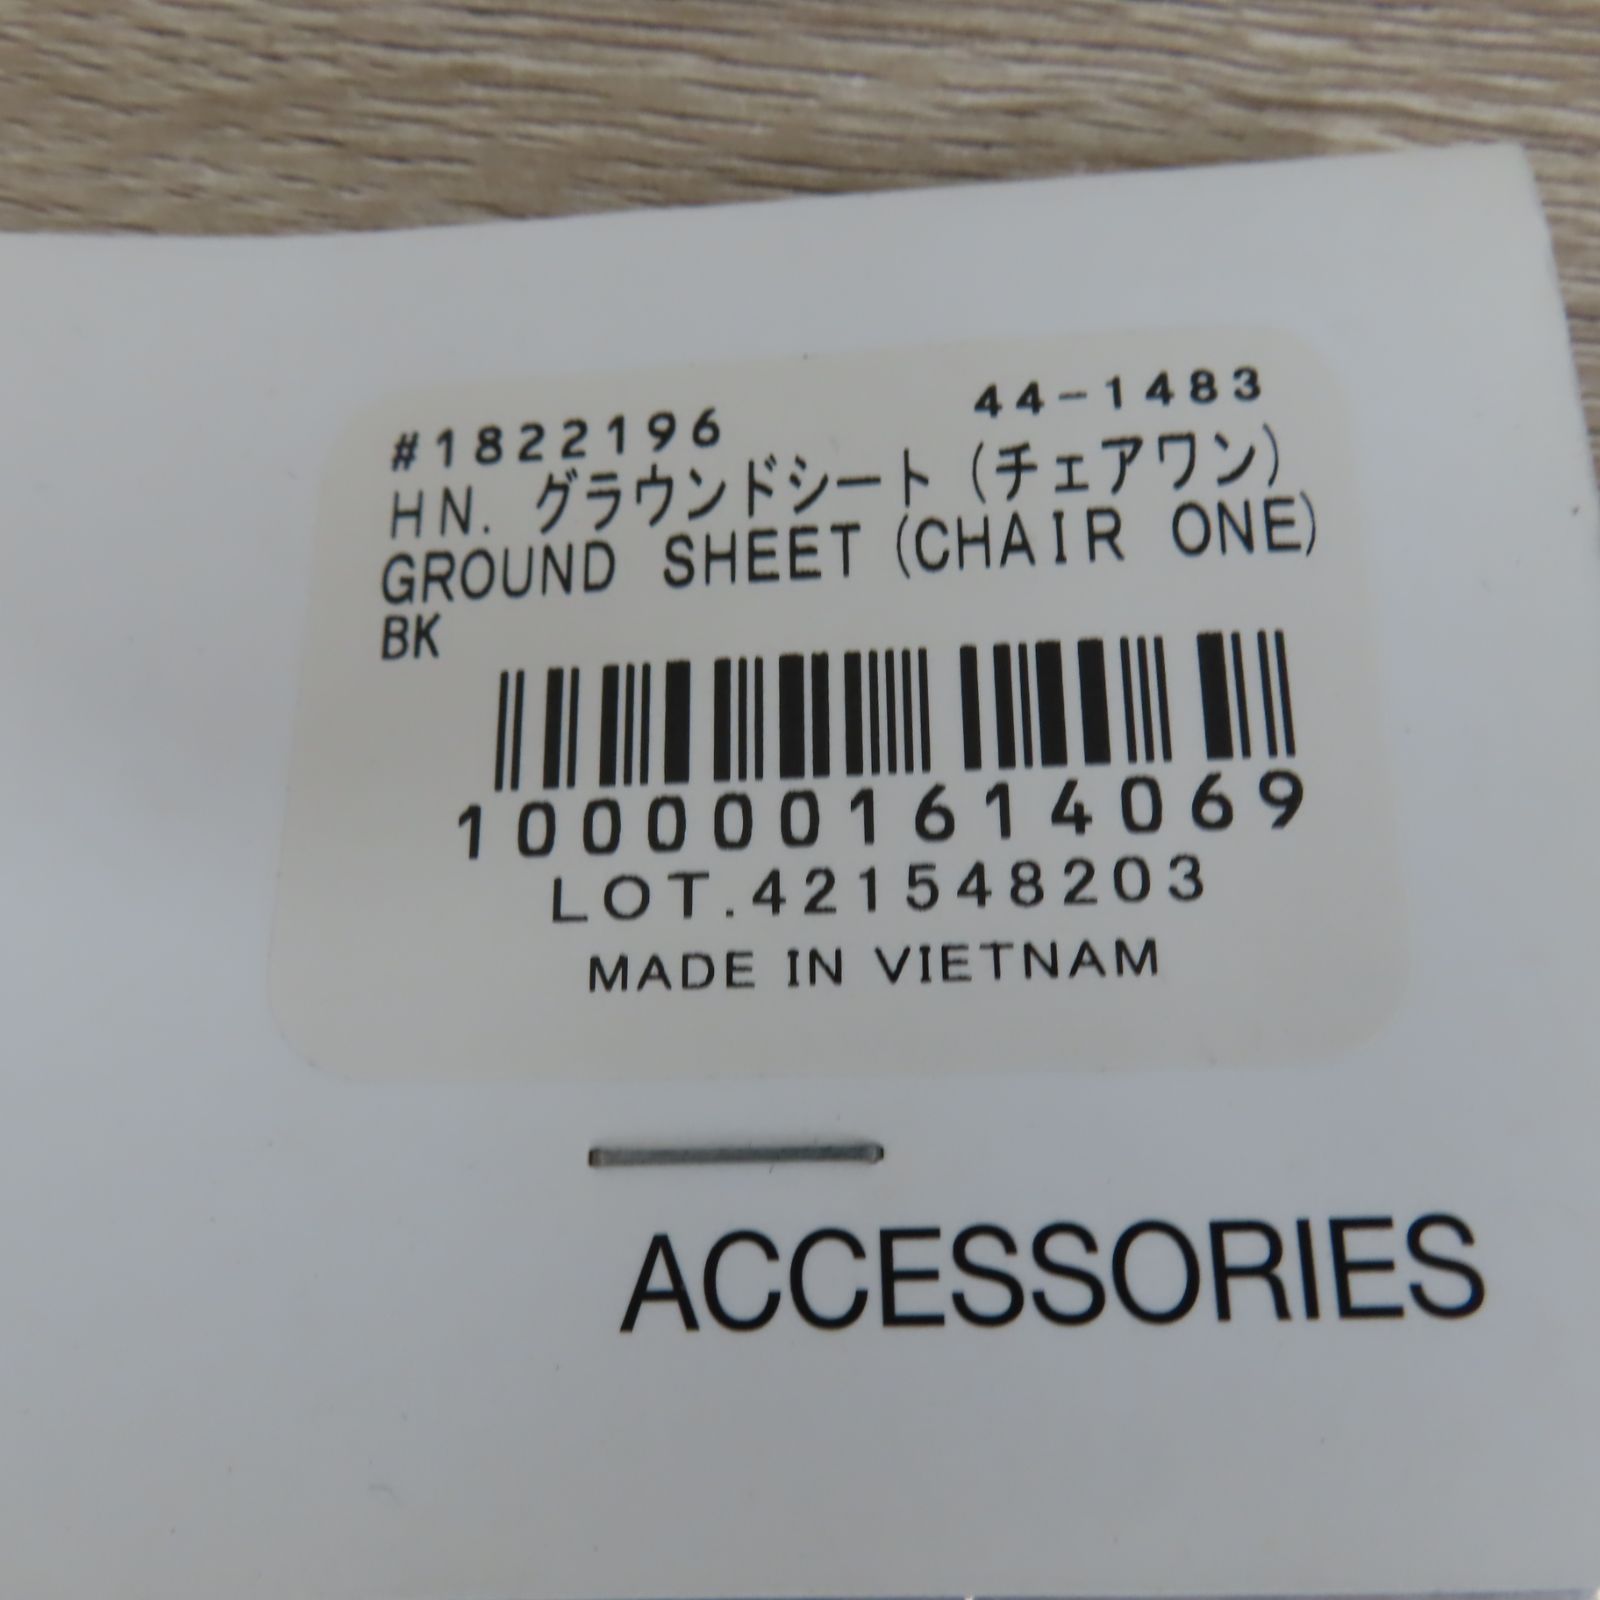 #1822196 44-1483
HN. グラウンドシート(チェアワン)
GROUND SHEET(CHAIR ONE)
BK
1000001614069
LOT.421548203
MADE IN VIETNAM
ACCESSORIES